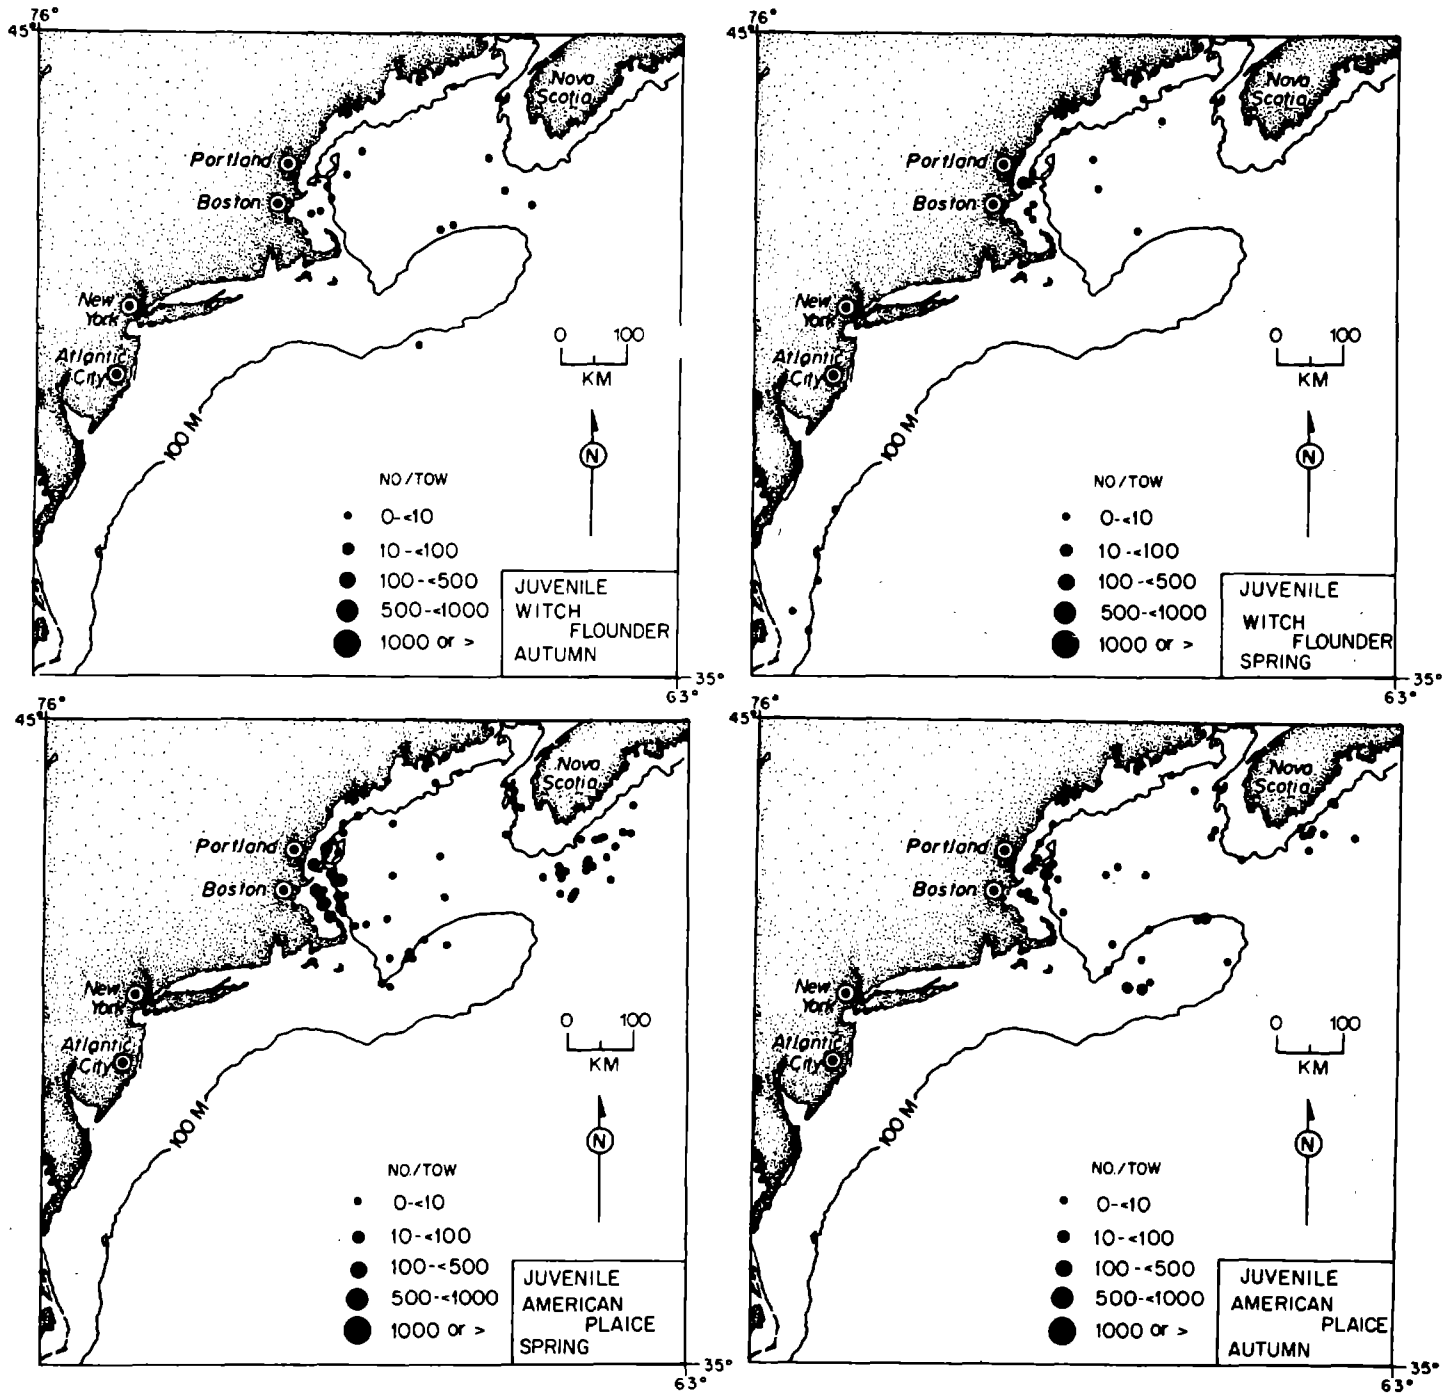 76°
45°
Nova
Scotia
Portland
Boston
New
York
Atlantic
City
0 100
KM
100 M
N
NO./TOW
0-<10
10-<100
100-<500
500-<1000
1000 or >
JUVENILE
WITCH
FLOUNDER
AUTUMN
35°
63°
76°
45°
Nova
Scotia
Portland
Boston
New
York
Atlantic
City
0 100
KM
100 M
N
NO./TOW
0-<10
10-<100
100-<500
500-<1000
1000 or >
JUVENILE
WITCH
FLOUNDER
SPRING
35°
63°
76°
45°
Nova
Scotia
Portland
Boston
New
York
Atlantic
City
0 100
KM
100 M
N
NO./TOW
0-<10
10-<100
100-<500
500-<1000
1000 or >
JUVENILE
AMERICAN
PLAICE
SPRING
35°
63°
76°
45°
Nova
Scotia
Portland
Boston
New
York
Atlantic
City
0 100
KM
100 M
N
NO./TOW
0-<10
10-<100
100-<500
500-<1000
1000 or >
JUVENILE
AMERICAN
PLAICE
AUTUMN
35°
63°